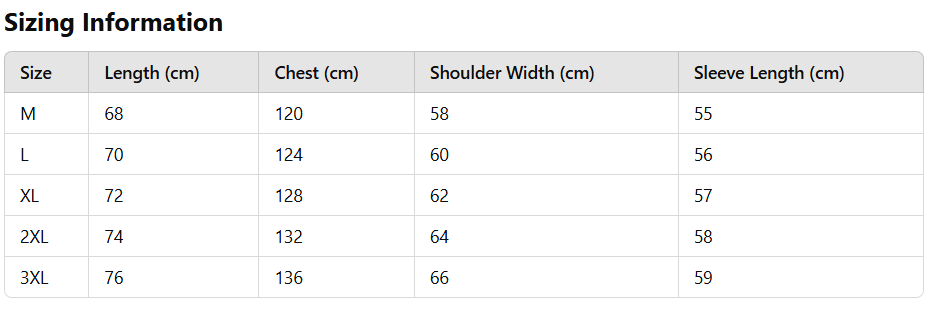 Sizing Information
Size Length (cm) Chest (cm) Shoulder Width (cm) Sleeve Length (cm)
M 68 120 58 55
L 70 124 60 56
XL 72 128 62 57
2XL 74 132 64 58
3XL 76 136 66 59